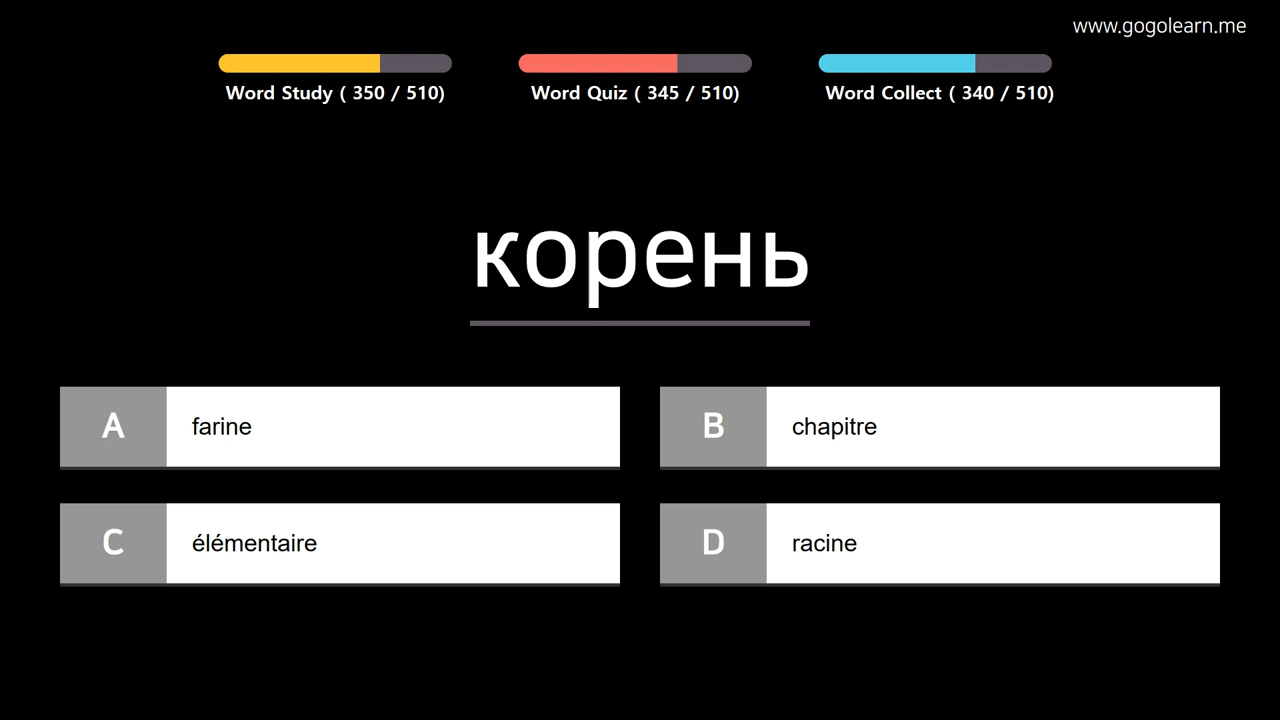 www.gogolearn.me
Word Study ( 350 / 510)
Word Quiz ( 345 / 510)
Word Collect ( 340 / 510)
корень
A farine
B chapitre
C élémentaire
D racine